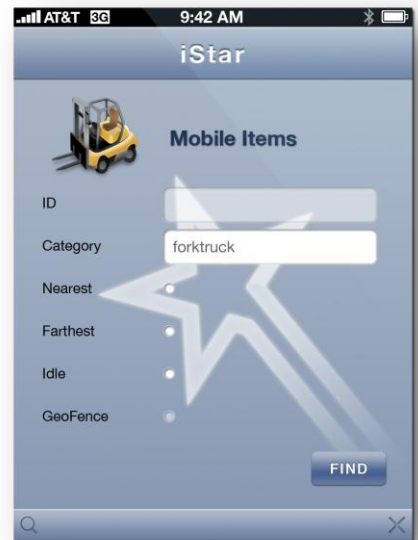 AT&T 3G 9:42 AM
iStar
Mobile Items
ID
Category forktruck
Nearest
Farthest
Idle
GeoFence
FIND